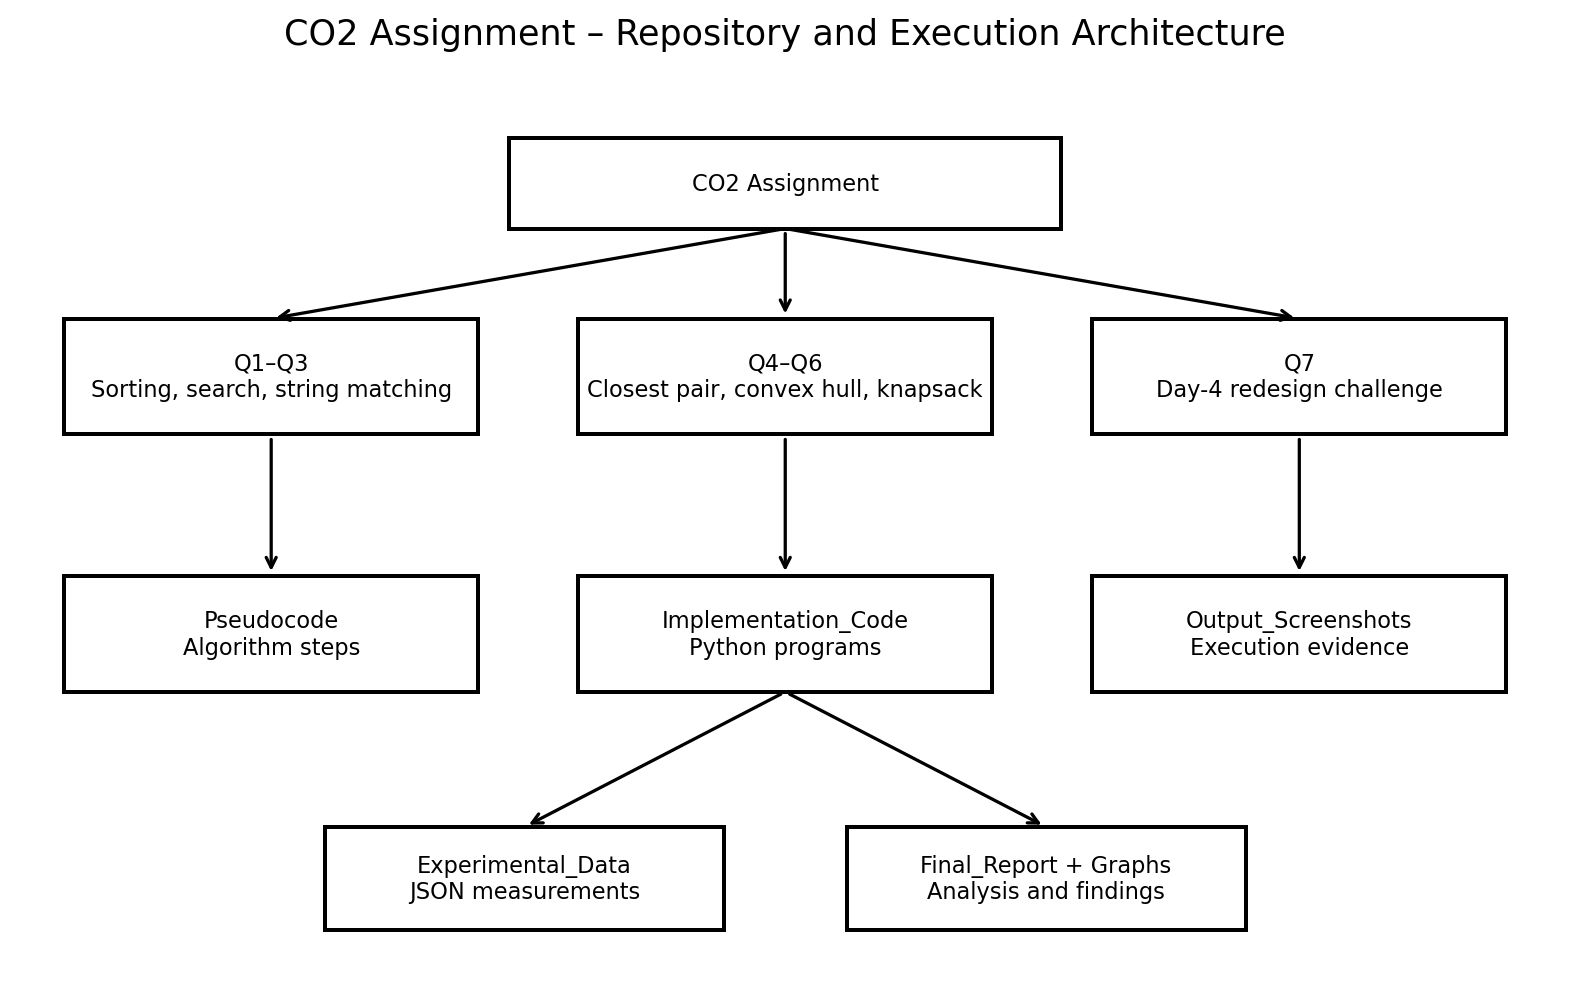 CO2 Assignment – Repository and Execution Architecture
CO2 Assignment
Q1–Q3
Sorting, search, string matching
Q4–Q6
Closest pair, convex hull, knapsack
Q7
Day-4 redesign challenge
Pseudocode
Algorithm steps
Implementation_Code
Python programs
Output_Screenshots
Execution evidence
Experimental_Data
JSON measurements
Final_Report + Graphs
Analysis and findings